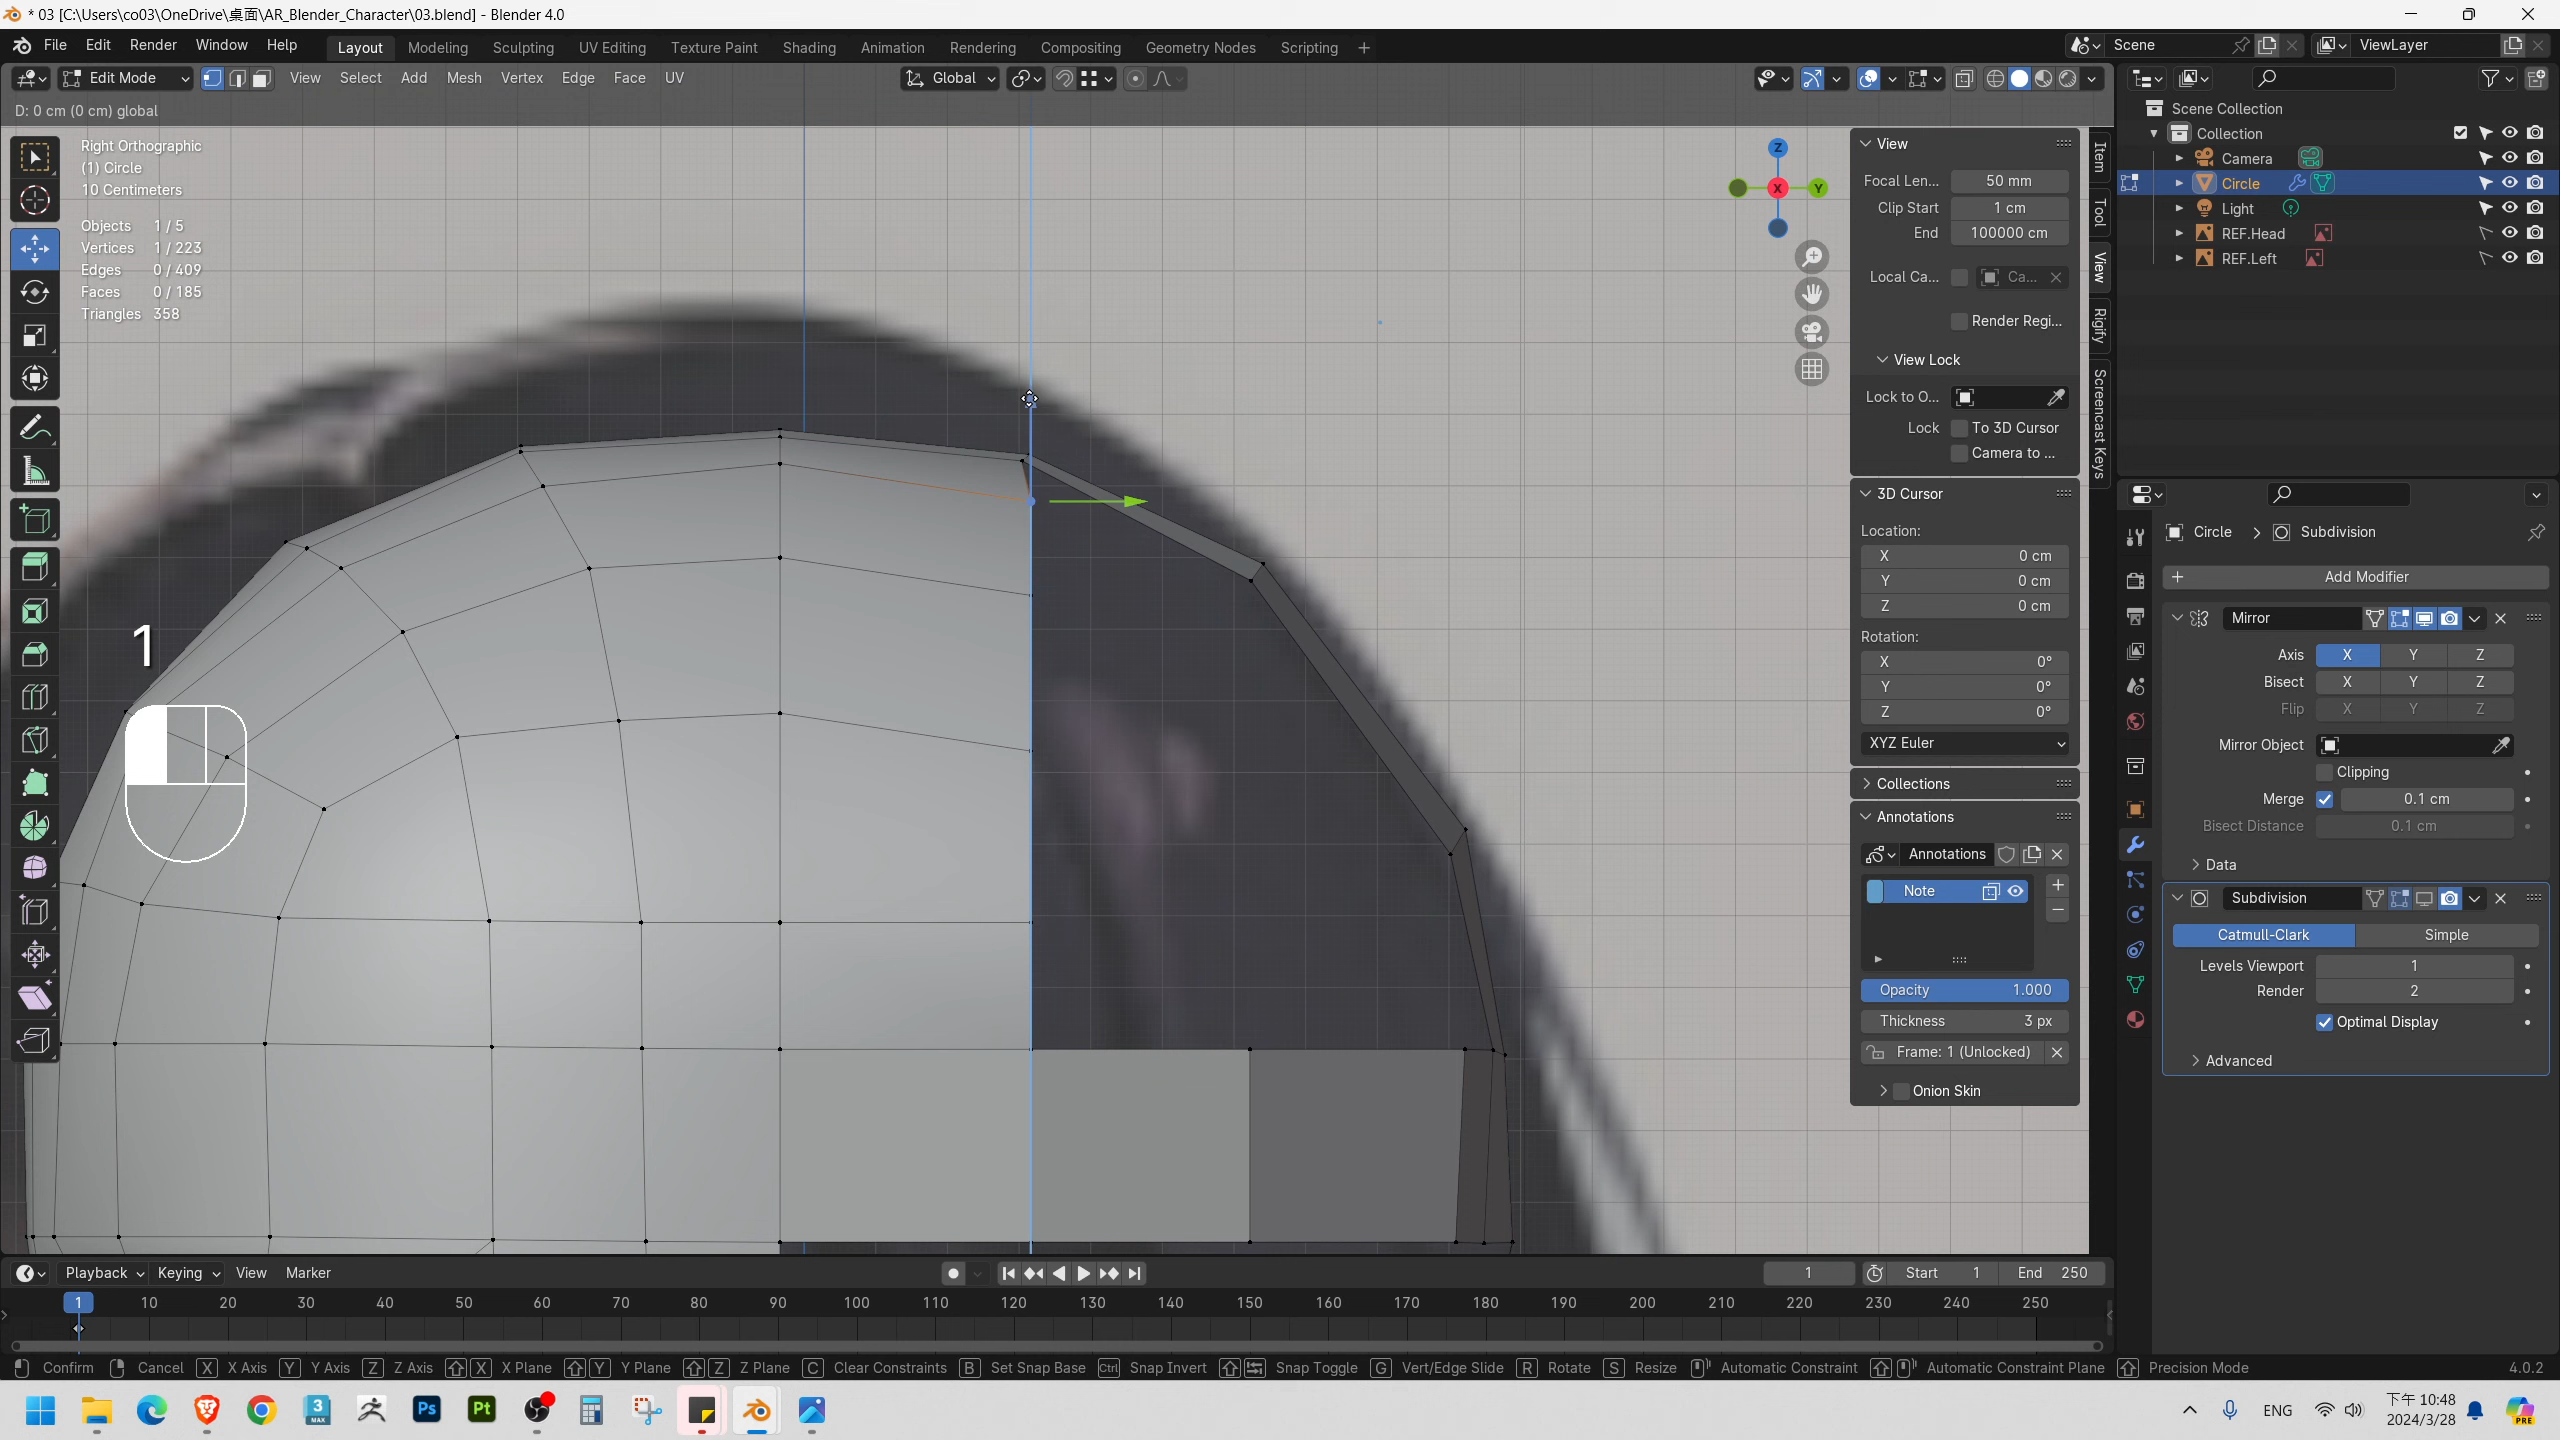 * 03 [C:\Users\co03\OneDrive\桌面\AR_Blender_Character\03.blend] - Blender 4.0
File Edit Render Window Help Layout Modeling Sculpting UV Editing Texture Paint Shading Animation Rendering Compositing Geometry Nodes Scripting + Scene ViewLayer
Edit Mode View Select Add Mesh Vertex Edge Face UV Global
D: 0 cm (0 cm) global
Right Orthographic
(1) Circle
10 Centimeters
Objects 1 / 5
Vertices 1 / 223
Edges 0 / 409
Faces 0 / 185
Triangles 358
1
Z
X
Y
View
Focal Len... 50 mm
Clip Start 1 cm
End 100000 cm
Local Ca... Ca...
Render Regi...
View Lock
Lock to O...
Lock To 3D Cursor
Camera to ...
3D Cursor
Location:
X 0 cm
Y 0 cm
Z 0 cm
Rotation:
X 0°
Y 0°
Z 0°
XYZ Euler
Collections
Annotations
Annotations
Note
Opacity 1.000
Thickness 3 px
Frame: 1 (Unlocked)
Onion Skin
Item
Tool
View
Rigify
Screencast Keys
Scene Collection
Collection
Camera
Circle
Light
REF.Head
REF.Left
Circle > Subdivision
Add Modifier
Mirror
Axis X Y Z
Bisect X Y Z
Flip X Y Z
Mirror Object
Clipping
Merge 0.1 cm
Bisect Distance 0.1 cm
Data
Subdivision
Catmull-Clark Simple
Levels Viewport 1
Render 2
Optimal Display
Advanced
Playback Keying View Marker 1 Start 1 End 250
1 10 20 30 40 50 60 70 80 90 100 110 120 130 140 150 160 170 180 190 200 210 220 230 240 250
Confirm Cancel X X Axis Y Y Axis Z Z Axis X X Plane Y Y Plane Z Z Plane C Clear Constraints B Set Snap Base Ctrl Snap Invert Snap Toggle G Vert/Edge Slide R Rotate S Resize Automatic Constraint Automatic Constraint Plane Precision Mode 4.0.2
3 MAX Ps Pt ENG 下午 10:48
2024/3/28 PRE